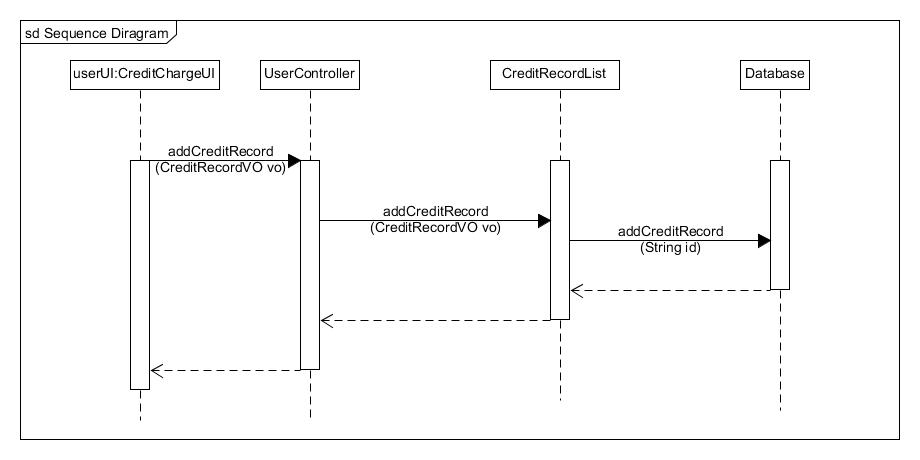 sd Sequence Diragram
userUI:CreditChargeUI
UserController
CreditRecordList
Database
addCreditRecord
(CreditRecordVO vo)
addCreditRecord
(CreditRecordVO vo)
addCreditRecord
(String id)